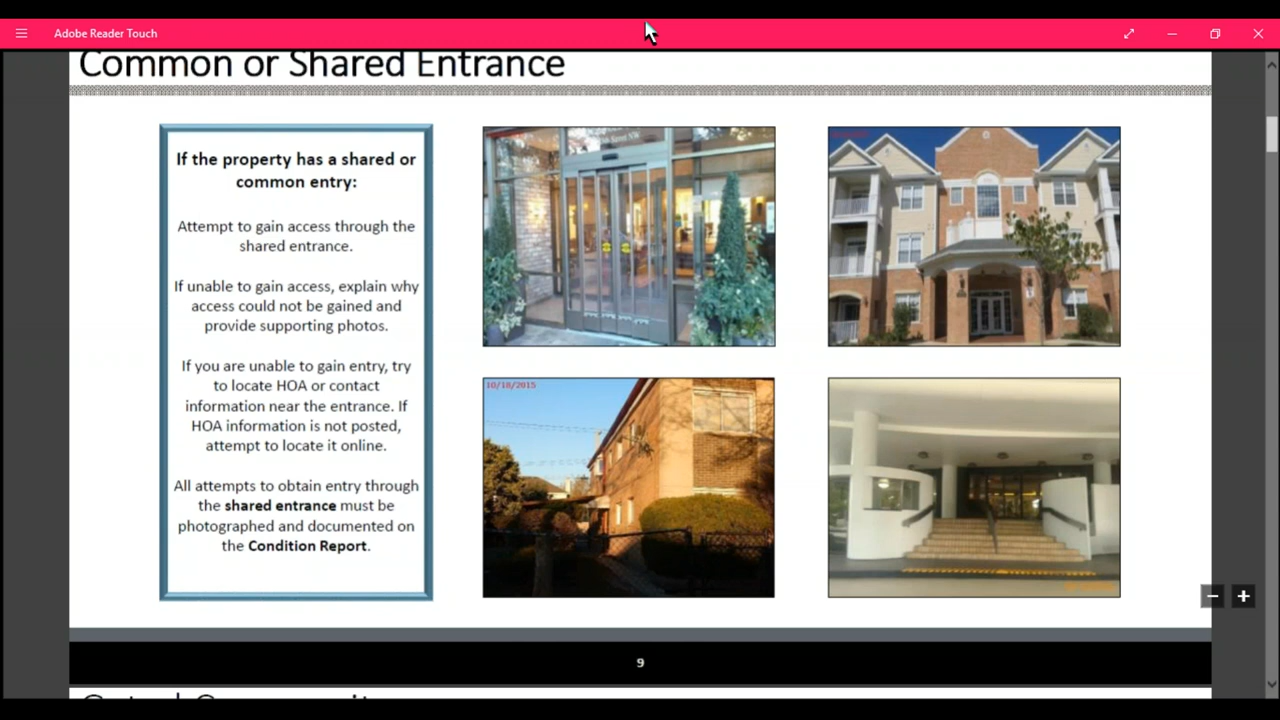 Adobe Reader Touch
Common or Shared Entrance
If the property has a shared or
common entry:
Attempt to gain access through the
shared entrance.
If unable to gain access, explain why
access could not be gained and
provide supporting photos.
If you are unable to gain entry, try
to locate HOA or contact
information near the entrance. If
HOA information is not posted,
attempt to locate it online.
All attempts to obtain entry through
the shared entrance must be
photographed and documented on
the Condition Report.
10/18/2015
9